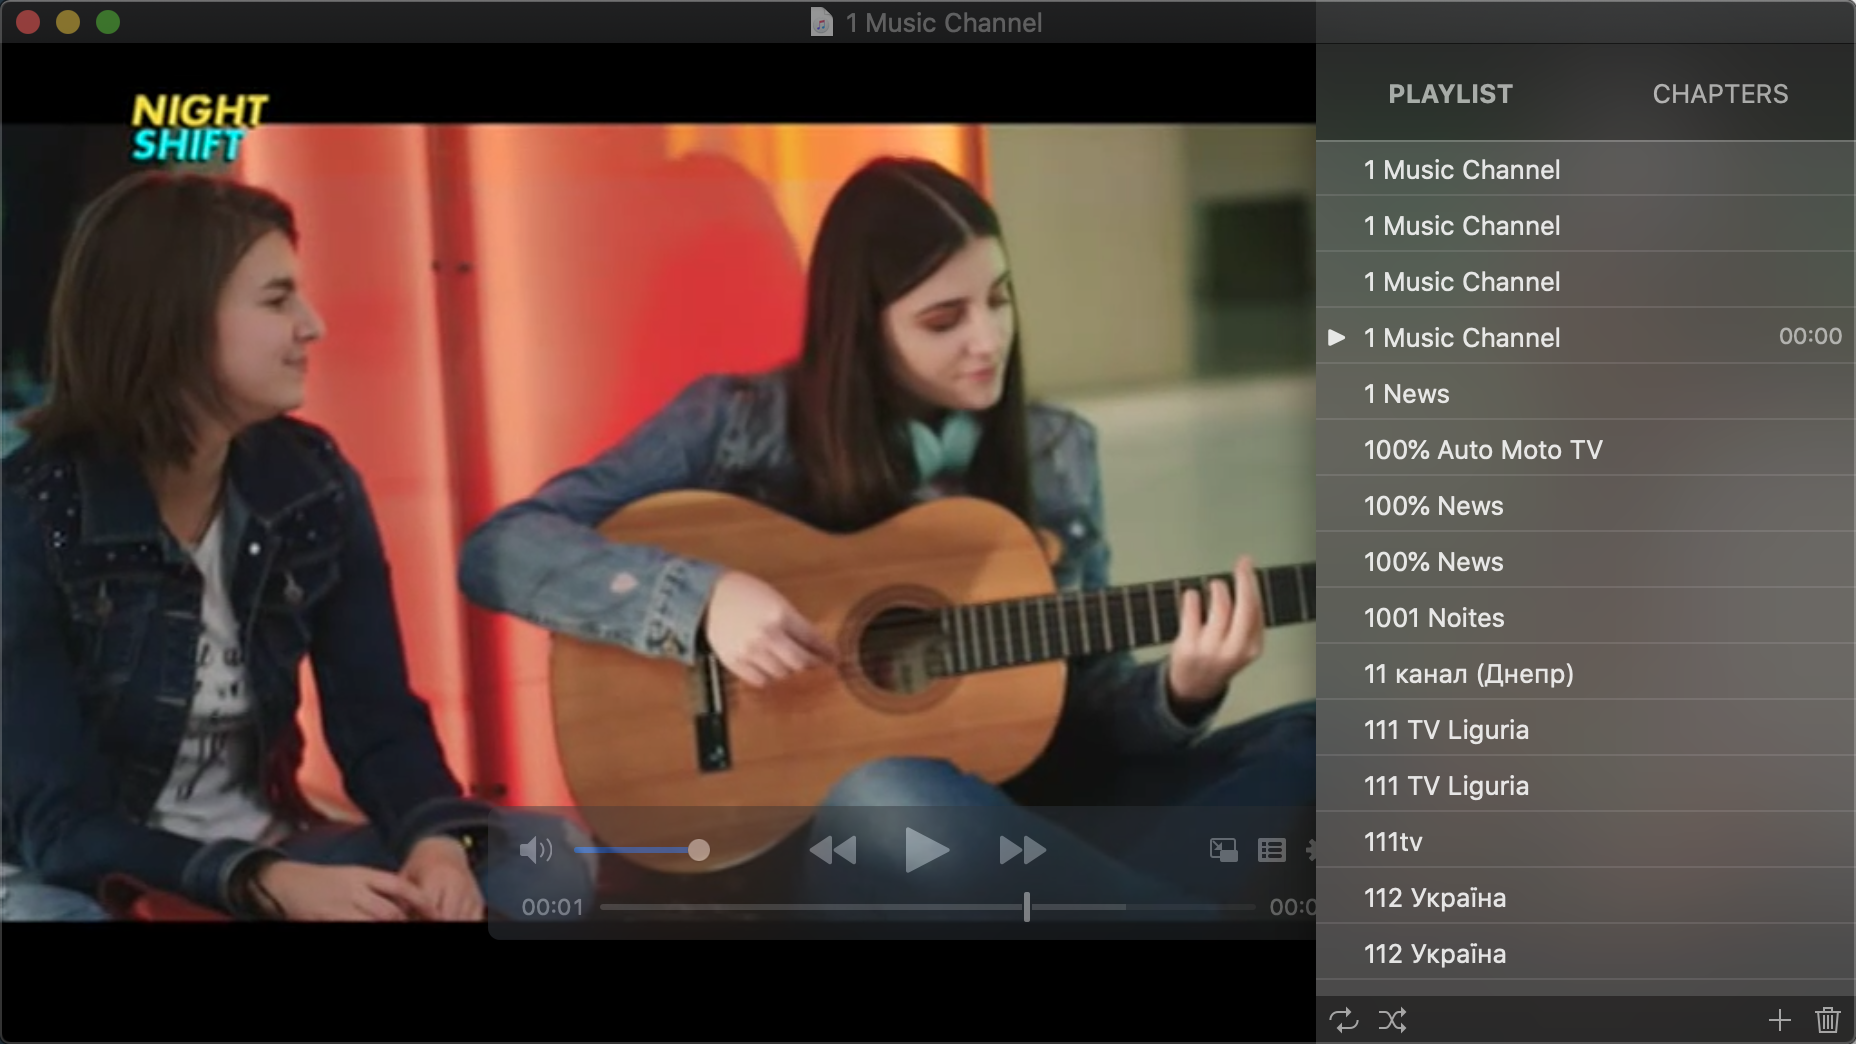 1 Music Channel
NIGHT
SHIFT
00:01
PLAYLIST
CHAPTERS
1 Music Channel
1 Music Channel
1 Music Channel
1 Music Channel 00:00
1 News
100% Auto Moto TV
100% News
100% News
1001 Noites
11 канал (Днепр)
111 TV Liguria
111 TV Liguria
111tv
112 Україна
112 Україна